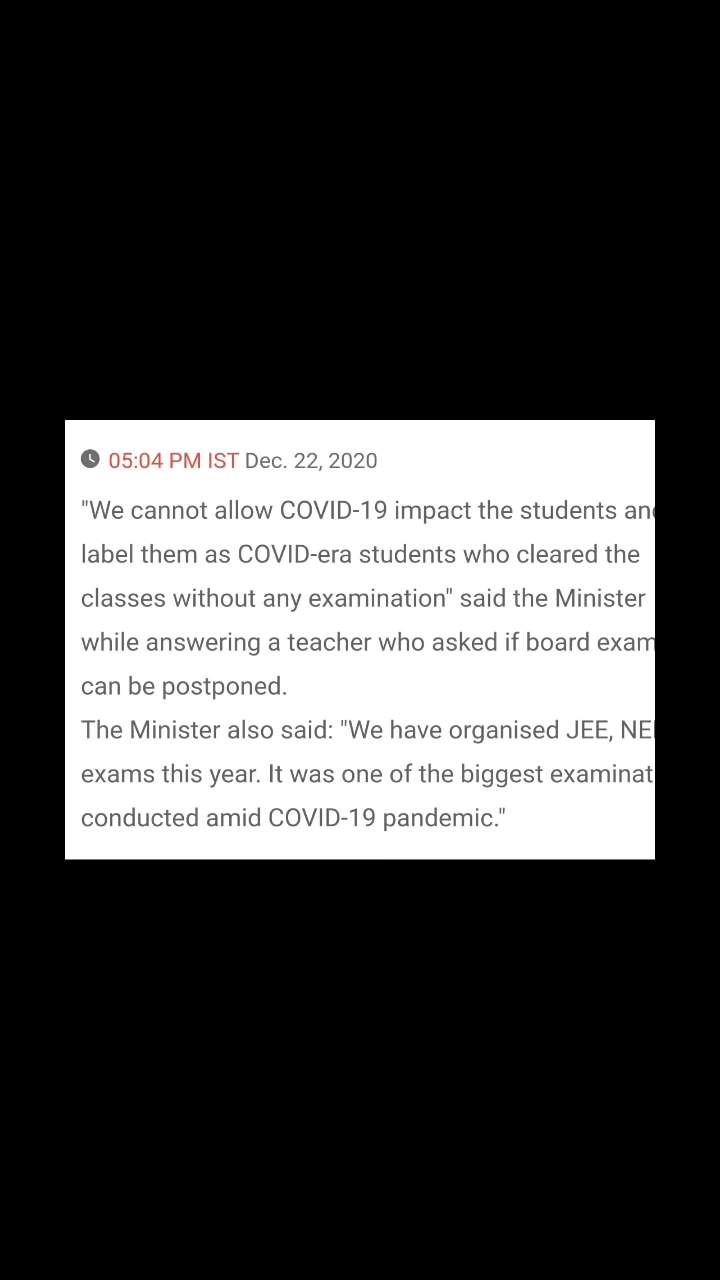 05:04 PM IST Dec. 22, 2020
"We cannot allow COVID-19 impact the students and
label them as COVID-era students who cleared the
classes without any examination" said the Minister
while answering a teacher who asked if board exam
can be postponed.
The Minister also said: "We have organised JEE,
exams this year. It was one of the biggest examinat
conducted amid COVID-19 pandemic."